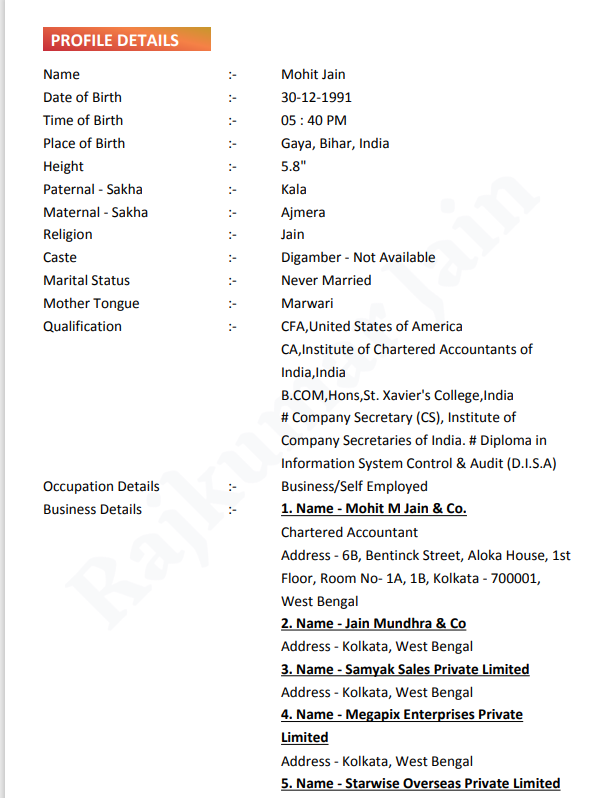 PROFILE DETAILS
Name :- Mohit Jain
Date of Birth :- 30-12-1991
Time of Birth :- 05 : 40 PM
Place of Birth :- Gaya, Bihar, India
Height :- 5.8"
Paternal - Sakha :- Kala
Maternal - Sakha :- Ajmera
Religion :- Jain
Caste :- Digamber - Not Available
Marital Status :- Never Married
Mother Tongue :- Marwari
Qualification :- CFA,United States of America
CA,Institute of Chartered Accountants of
India,India
B.COM,Hons,St. Xavier's College,India
# Company Secretary (CS), Institute of
Company Secretaries of India. # Diploma in
Information System Control & Audit (D.I.S.A)
Occupation Details :- Business/Self Employed
Business Details :- 1. Name - Mohit M Jain & Co.
Chartered Accountant
Address - 6B, Bentinck Street, Aloka House, 1st
Floor, Room No- 1A, 1B, Kolkata - 700001,
West Bengal
2. Name - Jain Mundhra & Co
Address - Kolkata, West Bengal
3. Name - Samyak Sales Private Limited
Address - Kolkata, West Bengal
4. Name - Megapix Enterprises Private
Limited
Address - Kolkata, West Bengal
5. Name - Starwise Overseas Private Limited
Rajkumar Jain